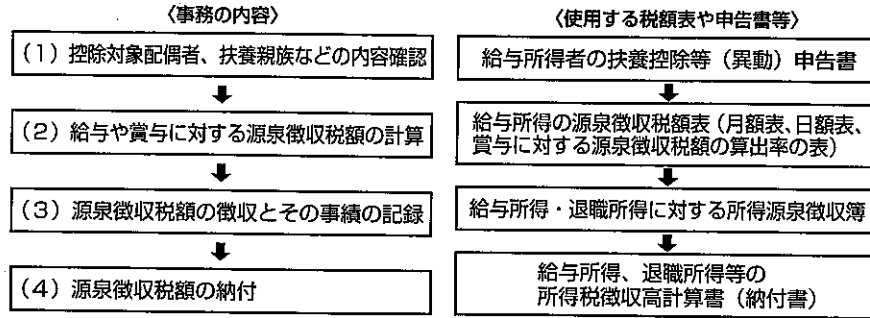 〈事務の内容〉
(1)控除対象配偶者、扶養親族などの内容確認
(2)給与や賞与に対する源泉徴収税額の計算
(3)源泉徴収税額の徴収とその事績の記録
(4)源泉徴収税額の納付
〈使用する税額表や申告書等〉
給与所得者の扶養控除等(異動)申告書
給与所得の源泉徴収税額表(月額表、日額表、
賞与に対する源泉徴収税額の算出率の表)
給与所得・退職所得に対する所得源泉徴収簿
給与所得、退職所得等の
所得税徴収高計算書(納付書)